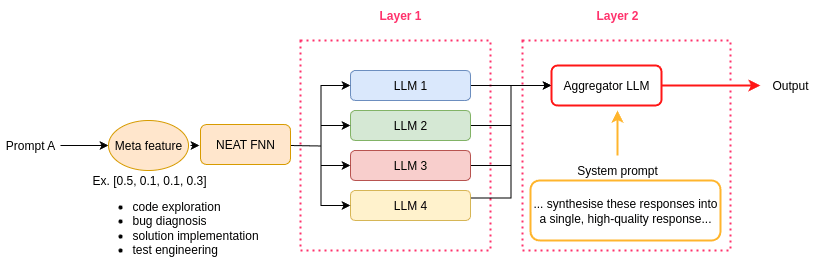 Layer 1
Layer 2
Prompt A
Meta feature
NEAT FNN
LLM 1
LLM 2
LLM 3
LLM 4
Aggregator LLM
Output
Ex. [0.5, 0.1, 0.1, 0.3]
• code exploration
• bug diagnosis
• solution implementation
• test engineering
System prompt
... synthesise these responses into
a single, high-quality response...